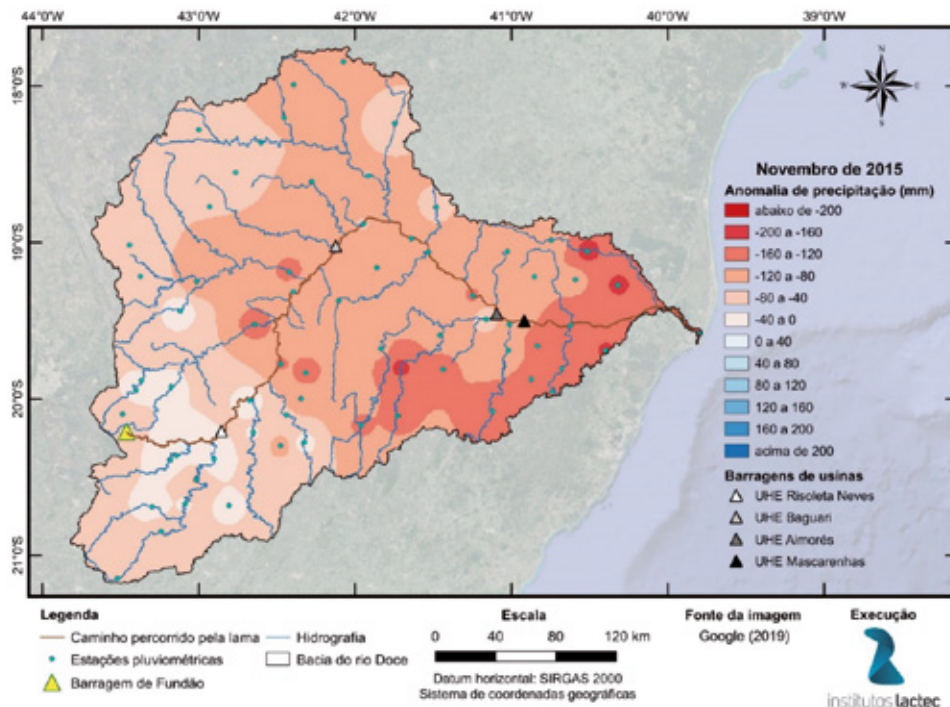 44°0'O 43°0'O 42°0'O 41°0'O 40°0'O 39°0'O
18°0'S
19°0'S
20°0'S
21°0'S
N
W E
S
Novembro de 2015
Anomalia de precipitação (mm)
abaixo de -200
-200 a -160
-160 a -120
-120 a -80
-80 a -40
-40 a 0
0 a 40
40 a 80
80 a 120
120 a 160
160 a 200
acima de 200
Barragens de usinas
UHE Risoleta Neves
UHE Baguari
UHE Aimorés
UHE Mascarenhas
Legenda
Caminho percorrido pela lama
Hidrografia
Estações pluviométricas
Bacia do rio Doce
Barragem de Fundão
Escala
0 40 80 120 km
Datum horizontal: SIRGAS 2000
Sistema de coordenadas geográficas
Fonte da imagem
Google (2019)
Execução
institutos lactec